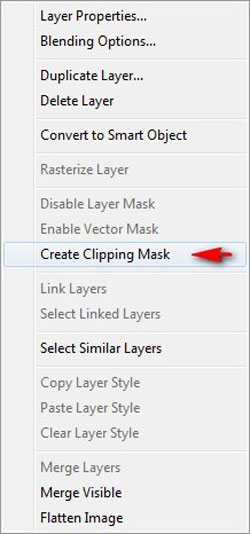 Layer Properties...
Blending Options...
Duplicate Layer...
Delete Layer
Convert to Smart Object
Rasterize Layer
Disable Layer Mask
Enable Vector Mask
Create Clipping Mask
Link Layers
Select Linked Layers
Select Similar Layers
Copy Layer Style
Paste Layer Style
Clear Layer Style
Merge Layers
Merge Visible
Flatten Image